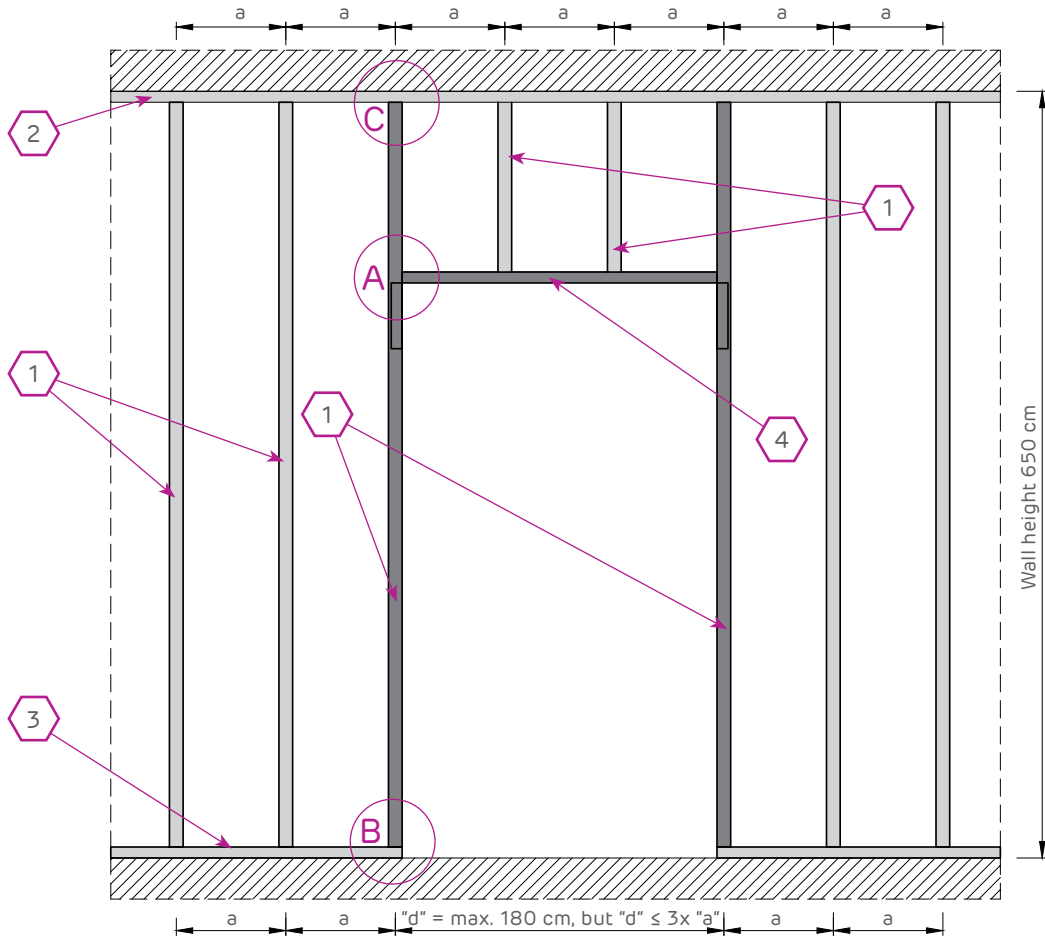 a a a a a a a
C
2
1
A
1
1
4
Wall height 650 cm
3
B
a a "d" = max. 180 cm, but "d" ≤ 3x "a" a a